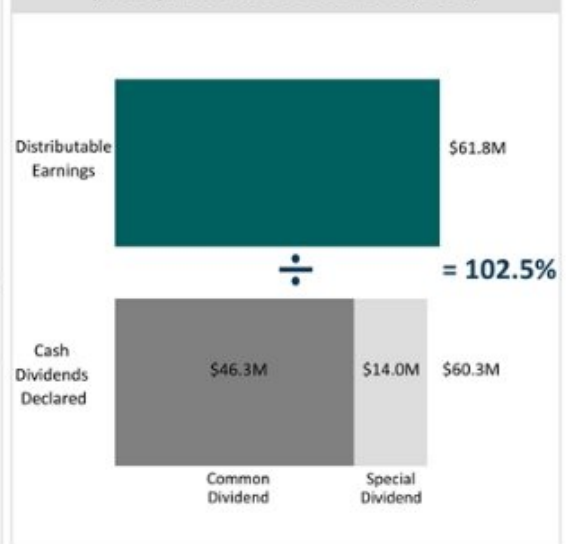 Distributable
Earnings
$61.8M
÷
= 102.5%
Cash
Dividends
Declared
$46.3M
$14.0M
$60.3M
Common
Dividend
Special
Dividend